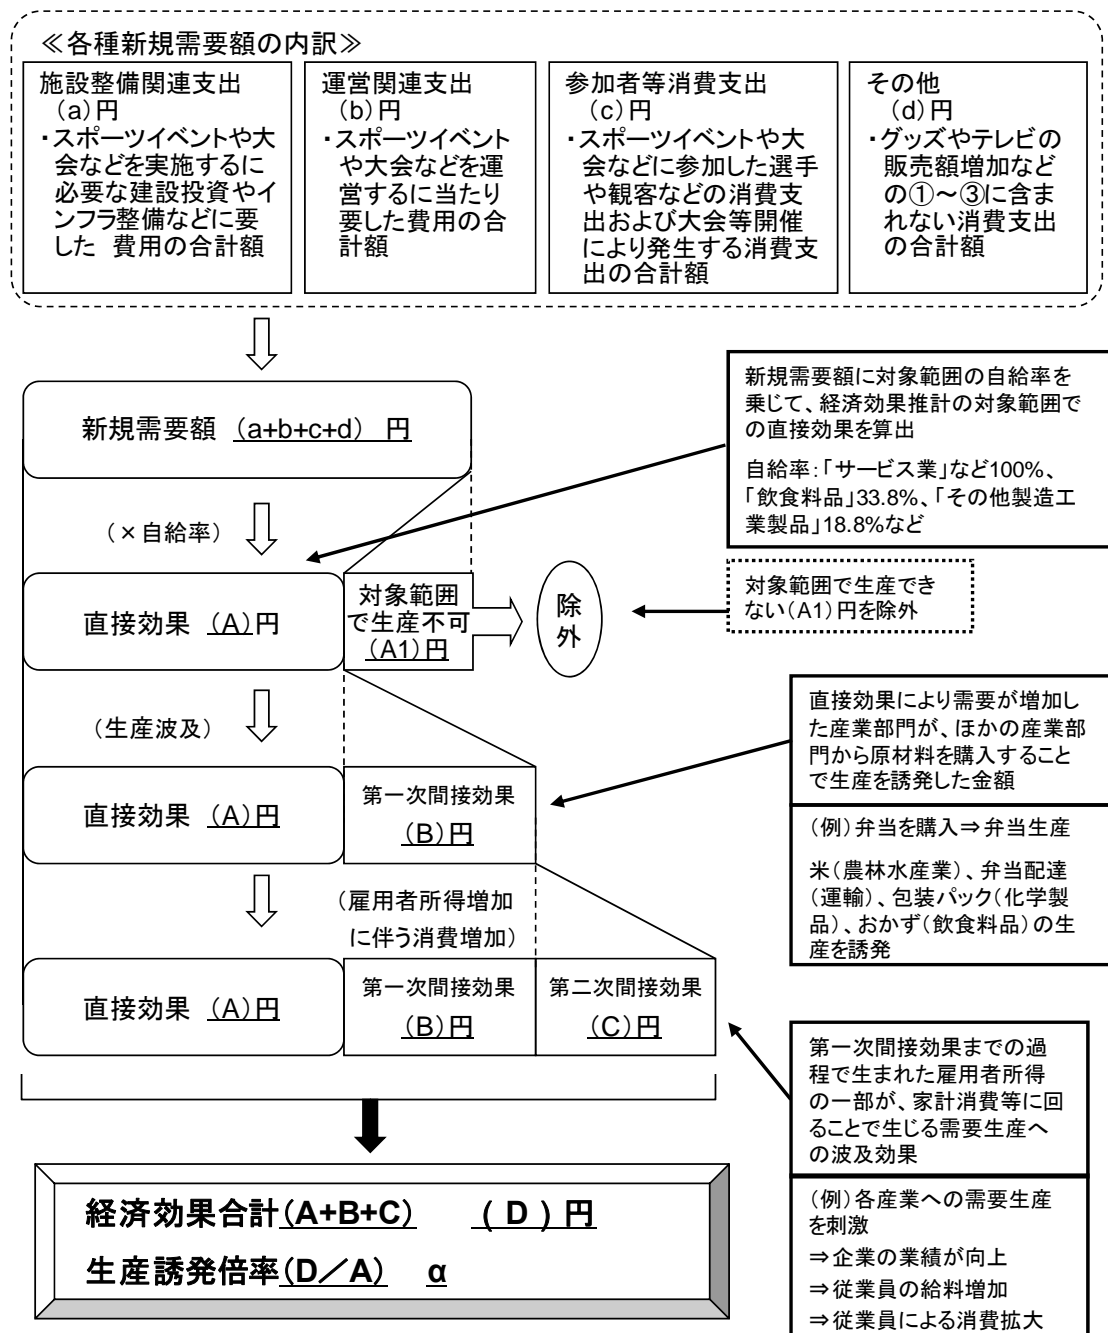 ≪各種新規需要額の内訳≫
施設整備関連支出
(a)円
・スポーツイベントや大
会などを実施するに
必要な建設投資やイ
ンフラ整備などに要
した 費用の合計額
運営関連支出
(b)円
・スポーツイベント
や大会などを運
営するに当たり
要した費用の合
計額
参加者等消費支出
(c)円
・スポーツイベントや大
会などに参加した選手
や観客などの消費支
出および大会等開催
により発生する消費支
出の合計額
その他
(d)円
・グッズやテレビの
販売額増加など
の①～③に含ま
れない消費支出
の合計額
新規需要額 (a+b+c+d) 円
新規需要額に対象範囲の自給率を
乗じて、経済効果推計の対象範囲で
の直接効果を算出
自給率：「サービス業」など100%、
「飲食料品」33.8%、「その他製造工
業製品」18.8%など
(×自給率)
直接効果 (A)円
対象範囲
で生産不可
(A1)円
除
外
対象範囲で生産でき
ない(A1)円を除外
(生産波及)
直接効果により需要が増加し
た産業部門が、ほかの産業部
門から原材料を購入すること
で生産を誘発した金額
(例)弁当を購入⇒弁当生産
米(農林水産業)、弁当配達
(運輸)、包装パック(化学製
品)、おかず(飲食料品)の生
産を誘発
直接効果 (A)円
第一次間接効果
(B)円
(雇用者所得増加
に伴う消費増加)
直接効果 (A)円
第一次間接効果
(B)円
第二次間接効果
(C)円
第一次間接効果までの過
程で生まれた雇用者所得
の一部が、家計消費等に回
ることで生じる需要生産へ
の波及効果
(例)各産業への需要生産
を刺激
⇒企業の業績が向上
⇒従業員の給料増加
⇒従業員による消費拡大
経済効果合計(A+B+C) ( D ) 円
生産誘発倍率(D／A) α